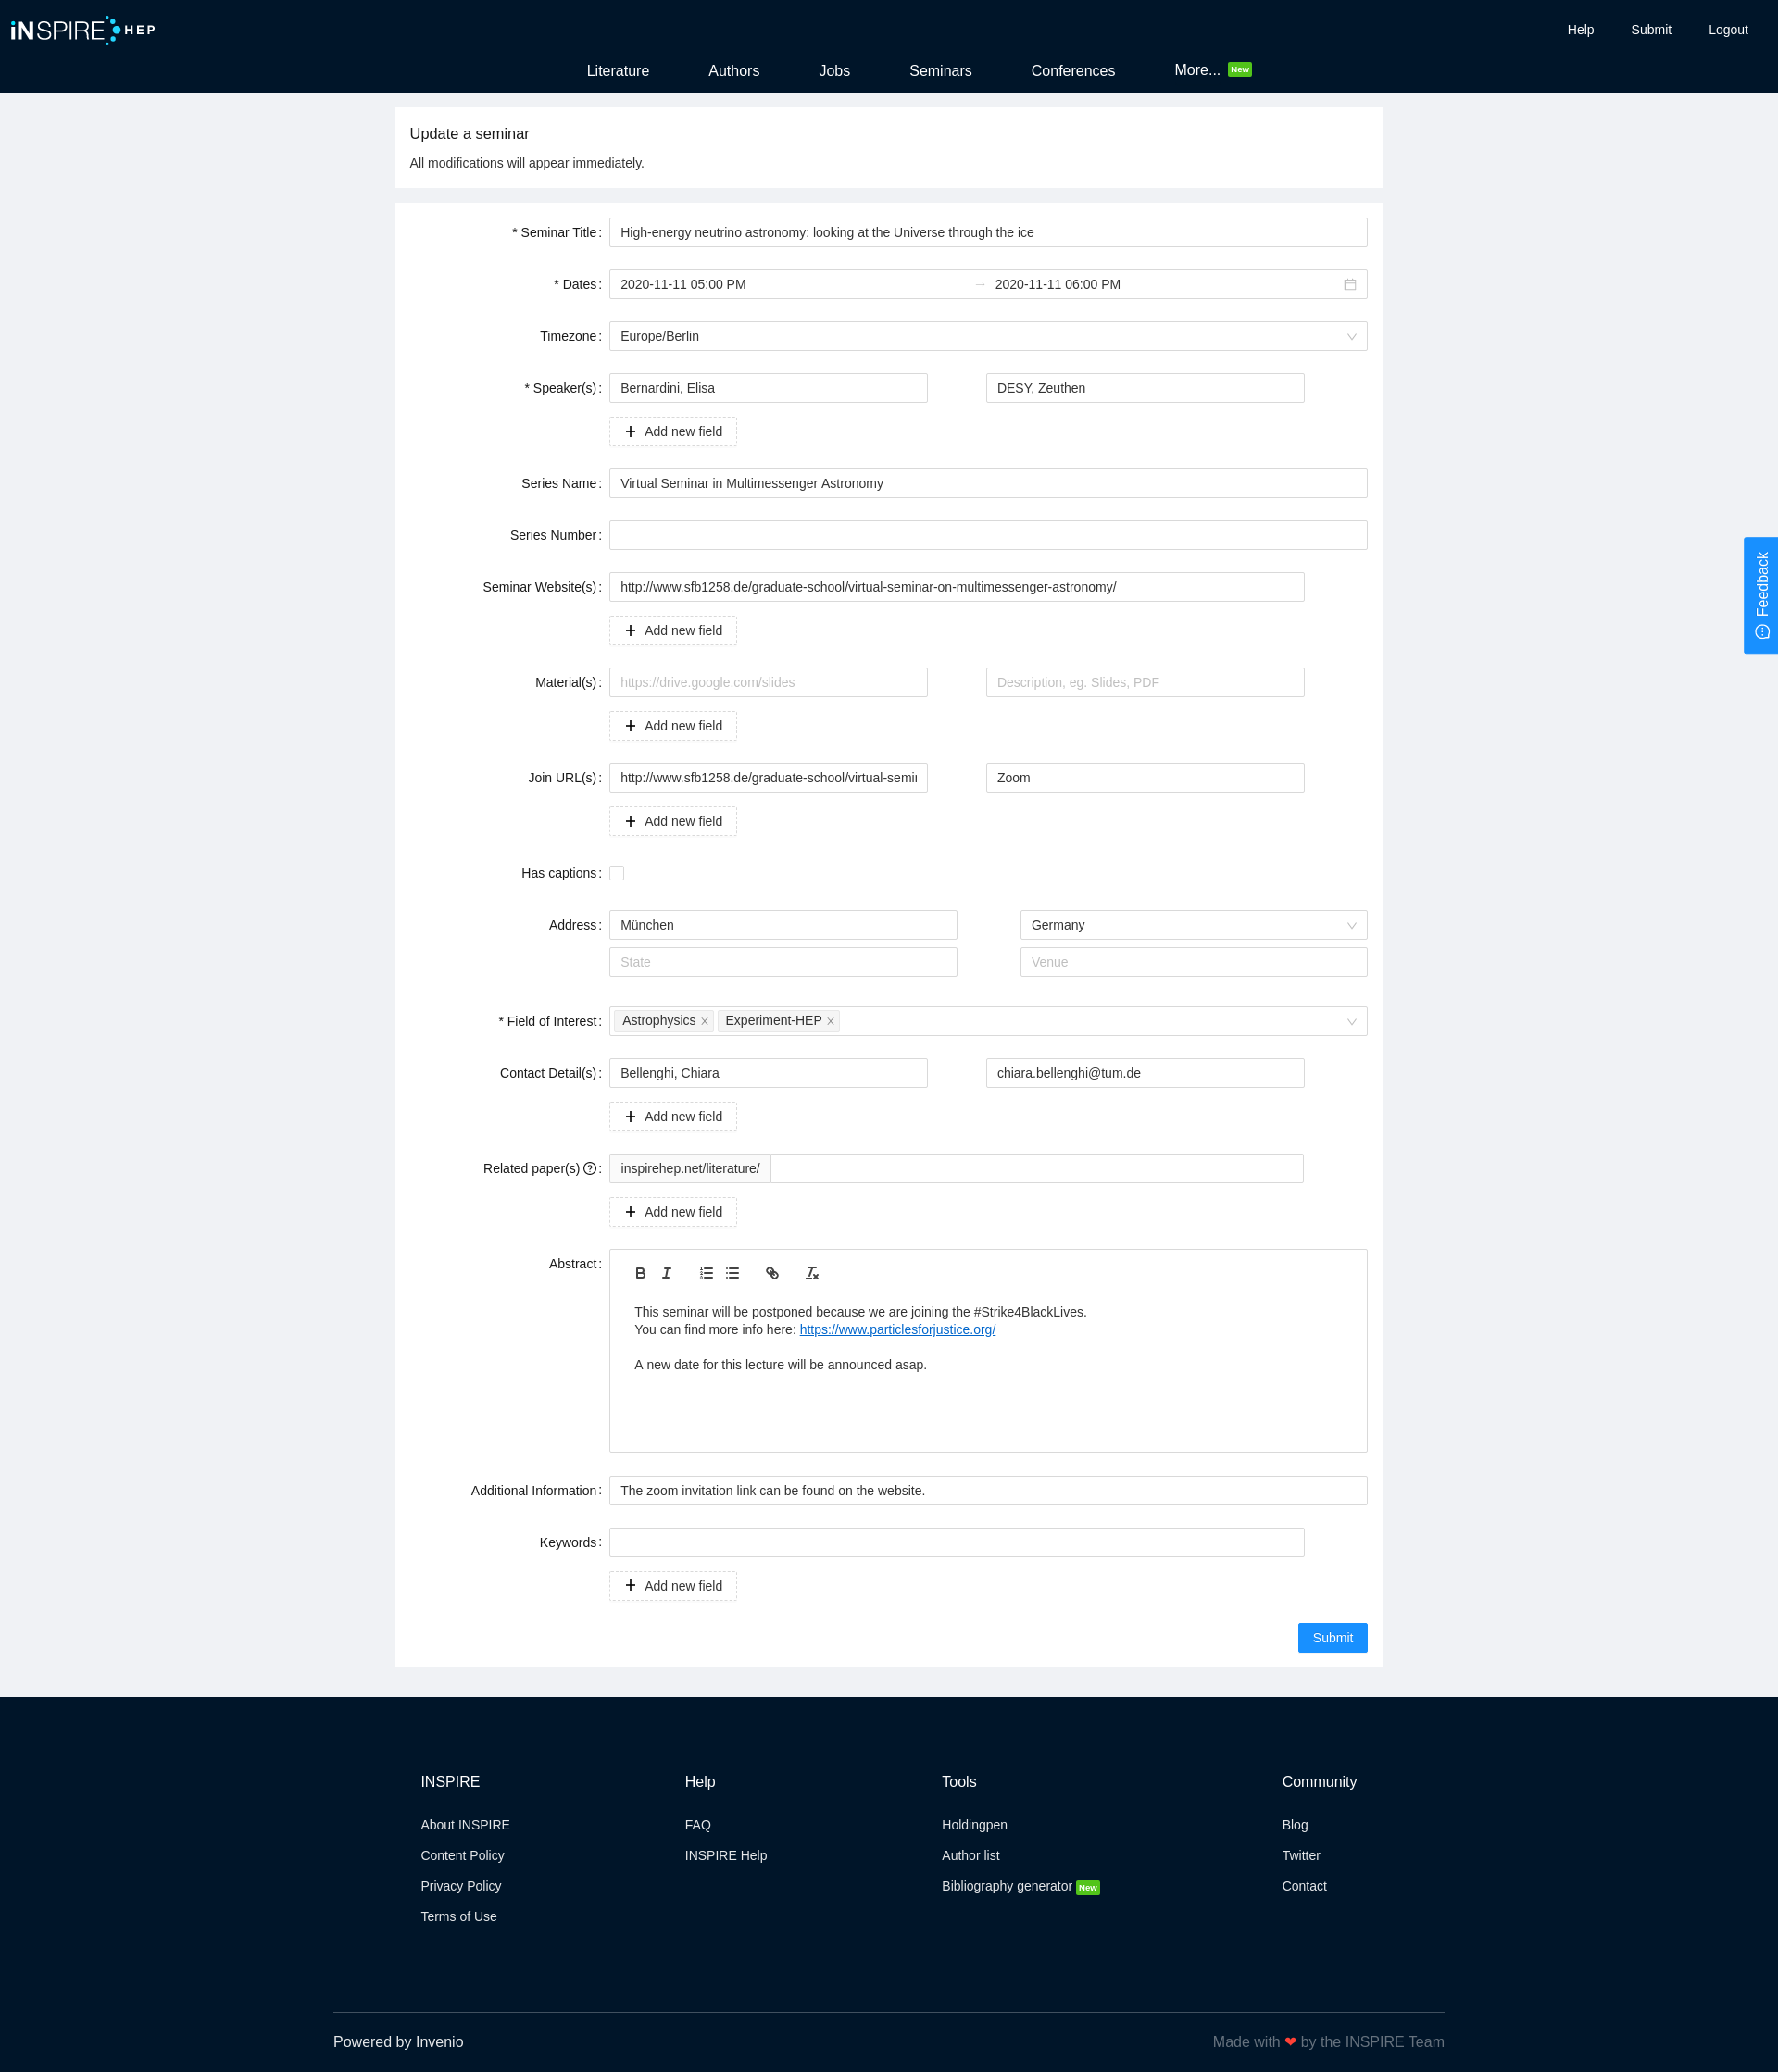 iNSPIRE HEP
Help Submit Logout
Literature Authors Jobs Seminars Conferences More... New
Update a seminar
All modifications will appear immediately.
* Seminar Title : High-energy neutrino astronomy: looking at the Universe through the ice
* Dates : 2020-11-11 05:00 PM → 2020-11-11 06:00 PM
Timezone : Europe/Berlin
* Speaker(s) : Bernardini, Elisa DESY, Zeuthen
+ Add new field
Series Name : Virtual Seminar in Multimessenger Astronomy
Series Number :
Seminar Website(s) : http://www.sfb1258.de/graduate-school/virtual-seminar-on-multimessenger-astronomy/
Feedback
+ Add new field
Material(s) : https://drive.google.com/slides Description, eg. Slides, PDF
+ Add new field
Join URL(s) : http://www.sfb1258.de/graduate-school/virtual-semin Zoom
+ Add new field
Has captions :
Address : München Germany
State Venue
* Field of Interest : Astrophysics Experiment-HEP
Contact Detail(s) : Bellenghi, Chiara chiara.bellenghi@tum.de
+ Add new field
Related paper(s) : inspirehep.net/literature/
+ Add new field
Abstract :
This seminar will be postponed because we are joining the #Strike4BlackLives.
You can find more info here: https://www.particlesforjustice.org/
A new date for this lecture will be announced asap.
Additional Information : The zoom invitation link can be found on the website.
Keywords :
+ Add new field
Submit
INSPIRE Help Tools Community
About INSPIRE FAQ Holdingpen Blog
Content Policy INSPIRE Help Author list Twitter
Privacy Policy Bibliography generator New Contact
Terms of Use
Powered by Invenio Made with ❤ by the INSPIRE Team